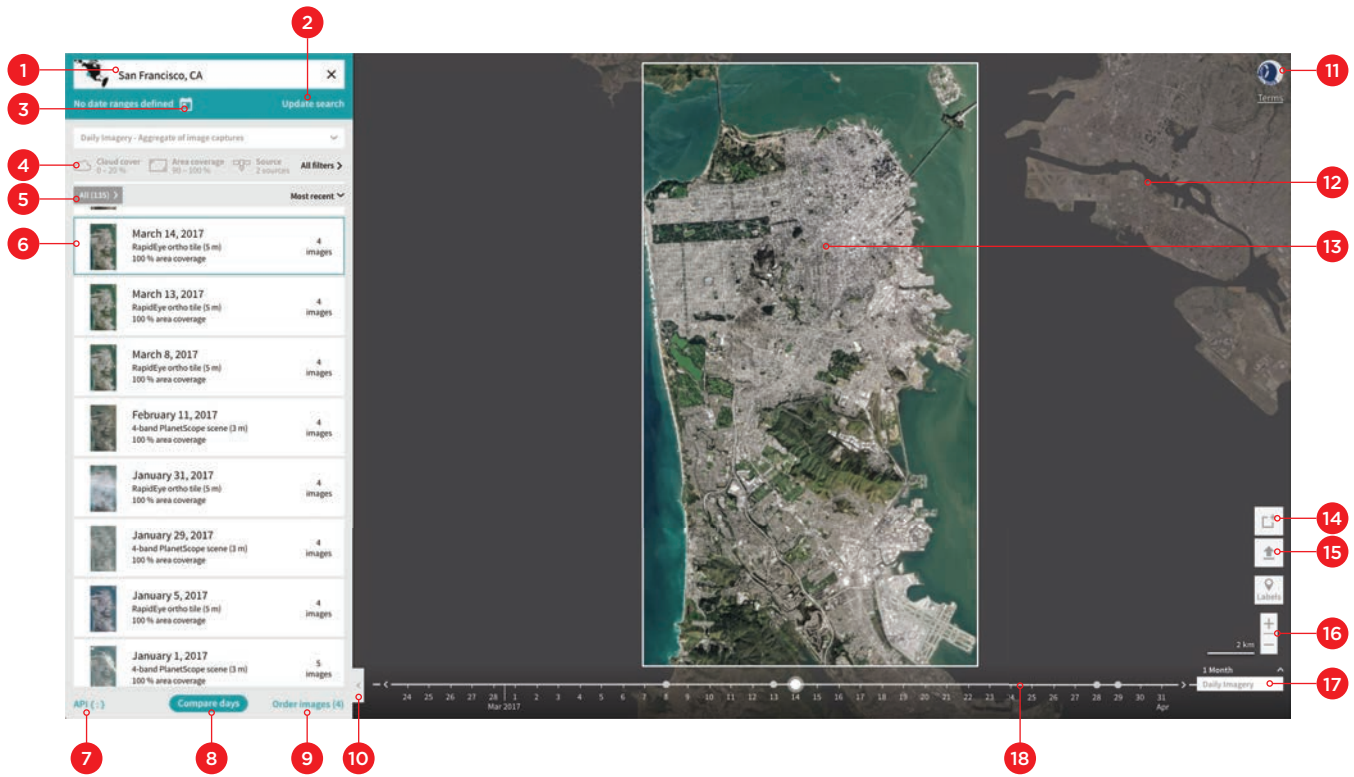 2
1
San Francisco, CA
×
11
3
No date ranges defined
Update search
Terms
Daily Imagery - Aggregate of image captures
4
Cloud cover
0 – 20 %
Area coverage
90 – 100 %
Source
2 sources
All filters >
12
5
All (135) >
Most recent
6
March 14, 2017
RapidEye ortho tile (5 m)
100 % area coverage
4
images
13
March 13, 2017
RapidEye ortho tile (5 m)
100 % area coverage
4
images
March 8, 2017
RapidEye ortho tile (5 m)
100 % area coverage
4
images
February 11, 2017
4-band PlanetScope scene (3 m)
100 % area coverage
4
images
January 31, 2017
RapidEye ortho tile (5 m)
100 % area coverage
4
images
January 29, 2017
4-band PlanetScope scene (3 m)
100 % area coverage
4
images
14
15
January 5, 2017
RapidEye ortho tile (5 m)
100 % area coverage
4
images
Labels
16
2 km
January 1, 2017
4-band PlanetScope scene (3 m)
100 % area coverage
5
images
1 Month
Daily Imagery
17
24 25 26 27 28 1 2 3 4 5 6 7 8 9 10 11 12 13 14 15 16 17 18 19 20 21 22 23 24 25 26 27 28 29 30 31
Mar 2017
Apr
API { : }
Compare days
Order images (4)
7
8
9
10
18